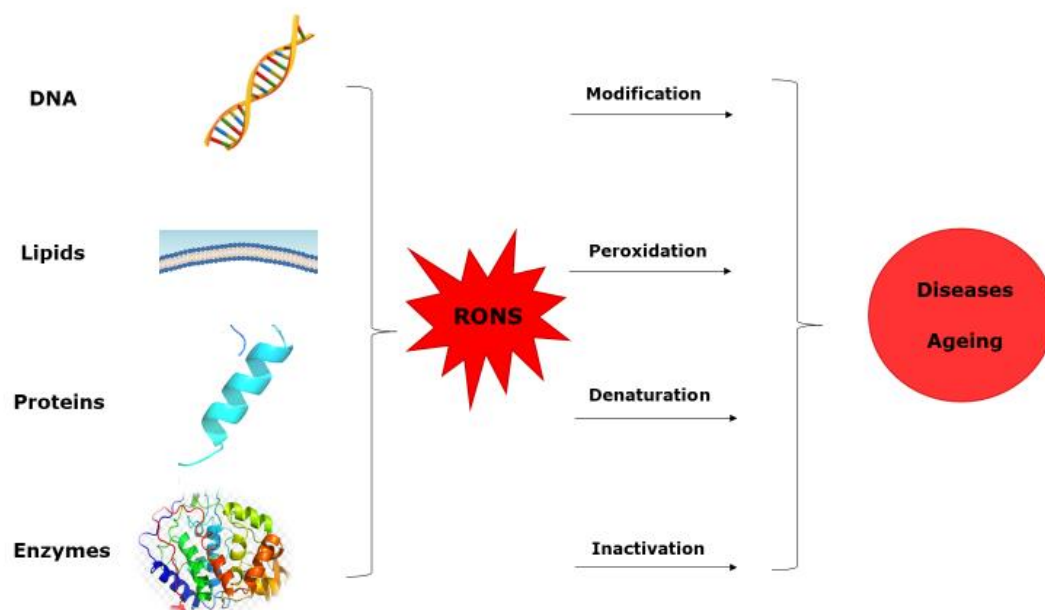 DNA
Modification
Lipids
Peroxidation
RONS
Diseases
Ageing
Proteins
Denaturation
Enzymes
Inactivation